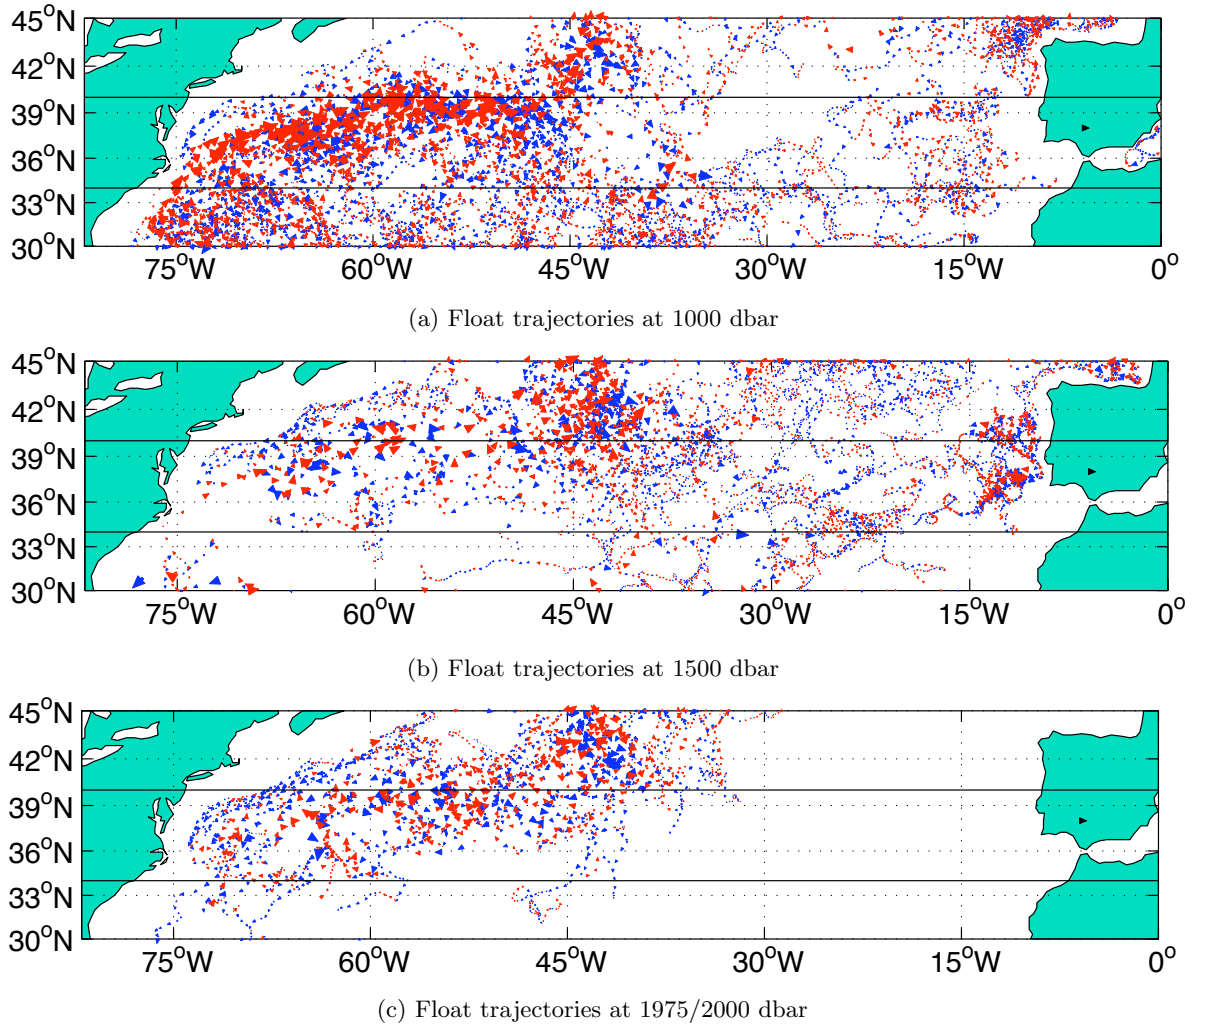 45°N
42°N
39°N
36°N
33°N
30°N
75°W 60°W 45°W 30°W 15°W 0°
(a) Float trajectories at 1000 dbar
45°N
42°N
39°N
36°N
33°N
30°N
75°W 60°W 45°W 30°W 15°W 0°
(b) Float trajectories at 1500 dbar
45°N
42°N
39°N
36°N
33°N
30°N
75°W 60°W 45°W 30°W 15°W 0°
(c) Float trajectories at 1975/2000 dbar